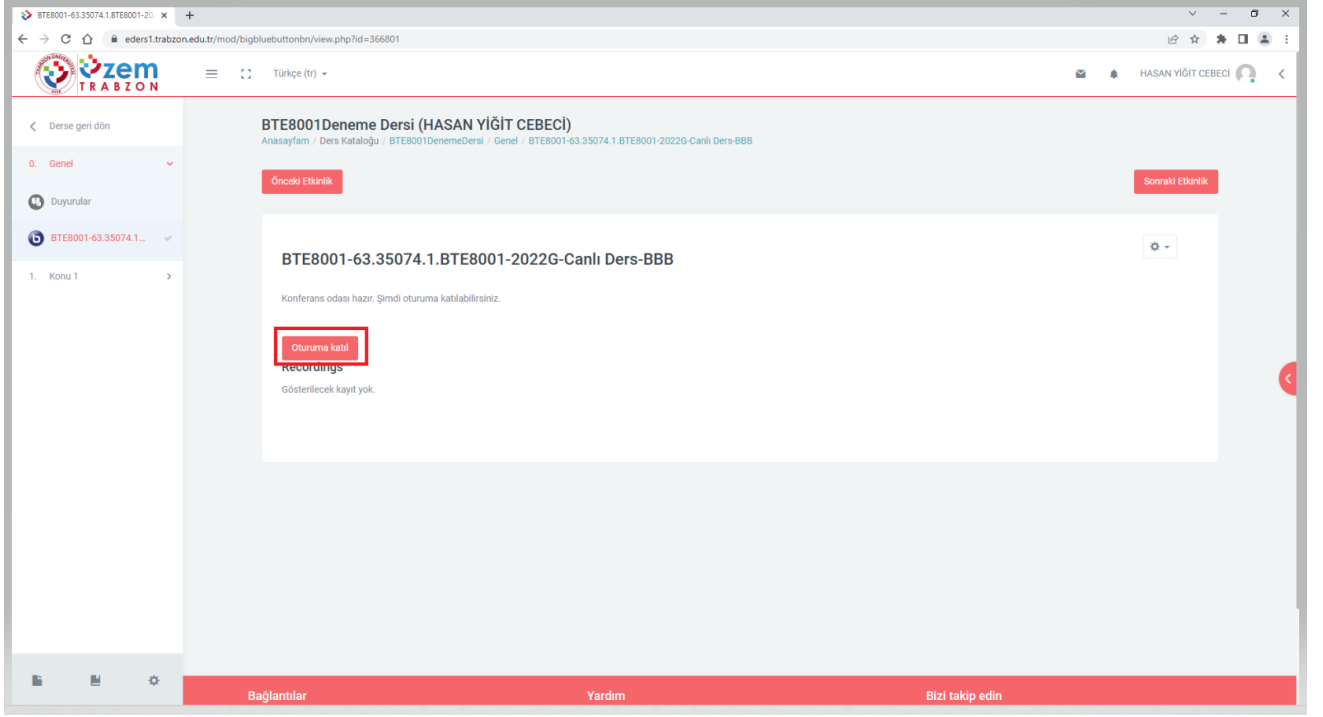 BTE8001-63.35074.1.BTE8001-20
eders1.trabzon.edu.tr/mod/bigbluebuttonbn/view.php?id=366801
üzem
TRABZON
Türkçe (tr)
HASAN YİĞİT CEBECİ
Derse geri dön
0. Genel
Duyurular
BTE8001-63.35074.1...
1. Konu 1
BTE8001Deneme Dersi (HASAN YİĞİT CEBECİ)
Anasayfam / Ders Kataloğu / BTE8001DenemeDersi / Genel / BTE8001-63.35074.1.BTE8001-2022G-Canlı Ders-BBB
Önceki Etkinlik
Sonraki Etkinlik
BTE8001-63.35074.1.BTE8001-2022G-Canlı Ders-BBB
Konferans odası hazır. Şimdi oturuma katılabilirsiniz.
Oturuma katıl
Recordings
Gösterilecek kayıt yok.
Bağlantılar
Yardım
Bizi takip edin